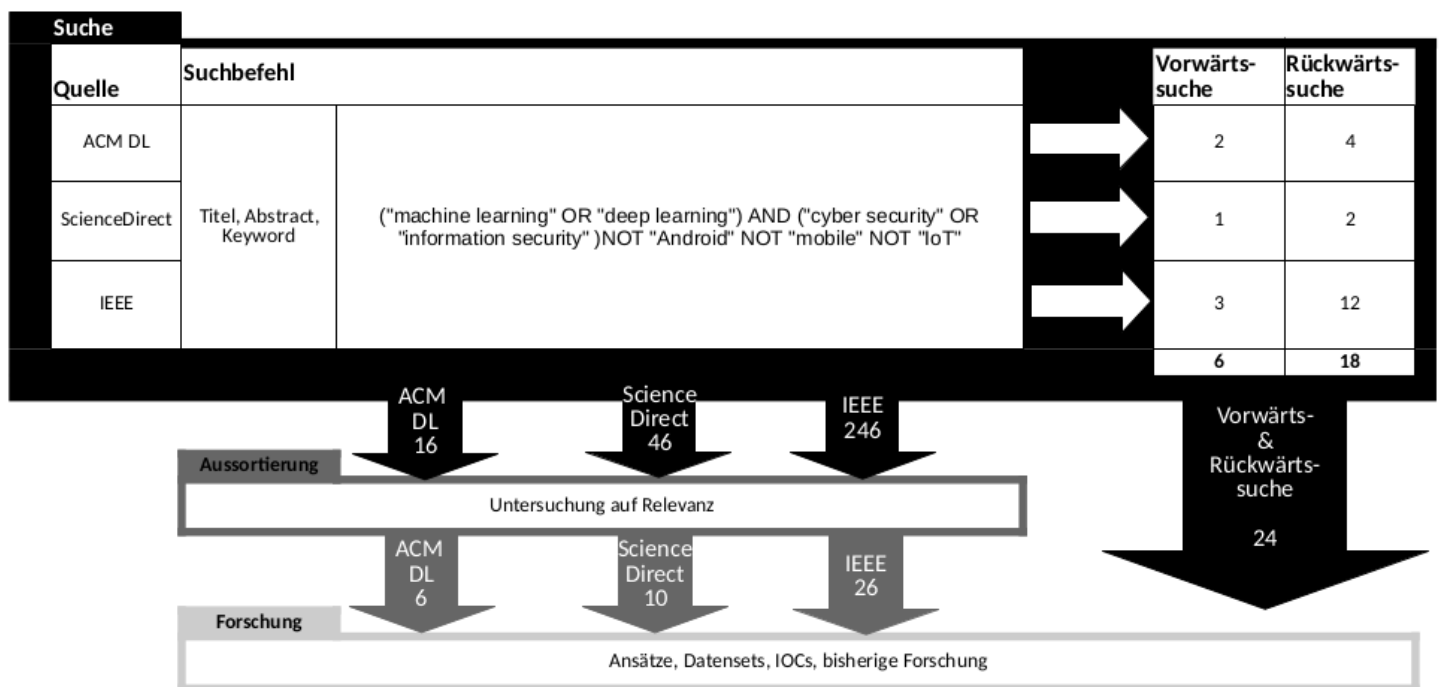 Suche
Quelle
Suchbefehl
Vorwärts-
suche
Rückwärts-
suche
ACM DL
ScienceDirect
IEEE
Titel, Abstract,
Keyword
("machine learning" OR "deep learning") AND ("cyber security" OR
"information security" )NOT "Android" NOT "mobile" NOT "IoT"
2
4
1
2
3
12
6
18
ACM
DL
16
Science
Direct
46
IEEE
246
Vorwärts-
&
Rückwärts-
suche
24
Aussortierung
Untersuchung auf Relevanz
ACM
DL
6
Science
Direct
10
IEEE
26
Forschung
Ansätze, Datensets, IOCs, bisherige Forschung